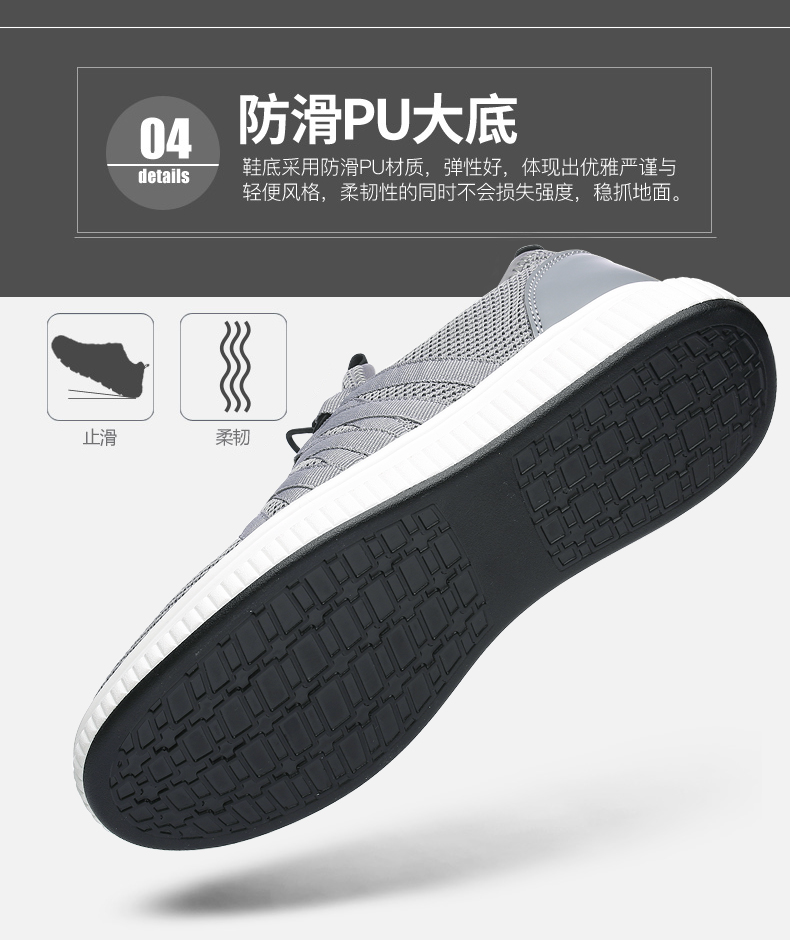 04
details
防滑PU大底
鞋底采用防滑PU材质，弹性好，体现出优雅严谨与
轻便风格，柔韧性的同时不会损失强度，稳抓地面。
止滑
柔韧